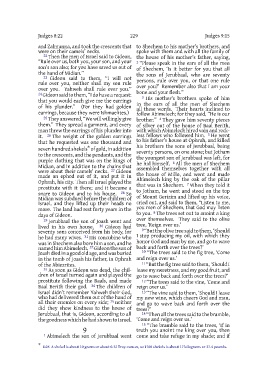 Judges 8:22
224
Judges 9:15
and Zalmunna, and took the crescents that
were on their camels' necks.
22 Then the men of Israel said to Gideon,
"Rule over us, both you, your son, and your
son's son also; for you have saved us out of
the hand of Midian."
23 Gideon said to them, "I will not
rule over you, neither shall my son rule
over you. Yahweh shall rule over you."
24 Gideon said to them, "I do have a request:
that you would each give me the earrings
of his plunder." (For they had golden
earrings, because they were Ishmaelites.)
25 They answered, "We will willingly give
them." They spread a garment, and every
man threw the earrings of his plunder into
it. 26 The weight of the golden earrings
that he requested was one thousand and
seven hundred shekels of gold, in addition
to the crescents, and the pendants, and the
purple clothing that was on the kings of
Midian, and in addition to the chains that
were about their camels' necks. 27 Gideon
made an ephod out of it, and put it in
Ophrah, his city. Then all Israel played the
prostitute with it there; and it became a
snare to Gideon and to his house. 28 So
Midian was subdued before the children of
Israel, and they lifted up their heads no
more. The land had rest forty years in the
days of Gideon.
29 Jerubbaal the son of Joash went and
lived in his own house. 30 Gideon had
seventy sons conceived from his body, for
he had many wives. 31 His concubine who
was in Shechem also bore him a son, and he
named him Abimelech. 32 Gideon the son of
Joash died in a good old age, and was buried
in the tomb of Joash his father, in Ophrah
of the Abiezrites.
33 As soon as Gideon was dead, the chil-
dren of Israel turned again and played the
prostitute following the Baals, and made
Baal Berith their god. 34 The children of
Israel didn't remember Yahweh their God,
who had delivered them out of the hand of
all their enemies on every side; 35 neither
did they show kindness to the house of
Jerubbaal, that is, Gideon, according to all
the goodness which he had shown to Israel.
9
1 Abimelech the son of Jerubbaal went
to Shechem to his mother's brothers, and
spoke with them and with all the family of
the house of his mother's father, saying,
2 "Please speak in the ears of all the men
of Shechem, 'Is it better for you that all
the sons of Jerubbaal, who are seventy
persons, rule over you, or that one rule
over you?' Remember also that I am your
bone and your flesh."
3 His mother's brothers spoke of him
in the ears of all the men of Shechem
all these words. Their hearts inclined to
follow Abimelech; for they said, "He is our
brother." 4 They gave him seventy pieces
of silver out of the house of Baal Berith,
with which Abimelech hired vain and reck-
less fellows who followed him. 5 He went
to his father's house at Ophrah, and killed
his brothers the sons of Jerubbaal, being
seventy persons, on one stone; but Jotham
the youngest son of Jerubbaal was left, for
he hid himself. 6 All the men of Shechem
assembled themselves together with all
the house of Millo, and went and made
Abimelech king by the oak of the pillar
that was in Shechem. 7 When they told it
to Jotham, he went and stood on the top
of Mount Gerizim and lifted up his voice,
cried out, and said to them, "Listen to me,
you men of Shechem, that God may listen
to you. 8 The trees set out to anoint a king
over themselves. They said to the olive
tree, 'Reign over us.'
9 "But the olive tree said to them, 'Should
I stop producing my oil, with which they
honor God and man by me, and go to wave
back and forth over the trees?'
10 "The trees said to the fig tree, 'Come
and reign over us.'
11 "But the fig tree said to them, 'Should I
leave my sweetness, and my good fruit, and
go to wave back and forth over the trees?'
12 "The trees said to the vine, 'Come and
reign over us.'
13 "The vine said to them, 'Should I leave
my new wine, which cheers God and man,
and go to wave back and forth over the
trees?'
14 "Then all the trees said to the bramble,
'Come and reign over us.'
15 "The bramble said to the trees, 'If in
truth you anoint me king over you, then
come and take refuge in my shade; and if